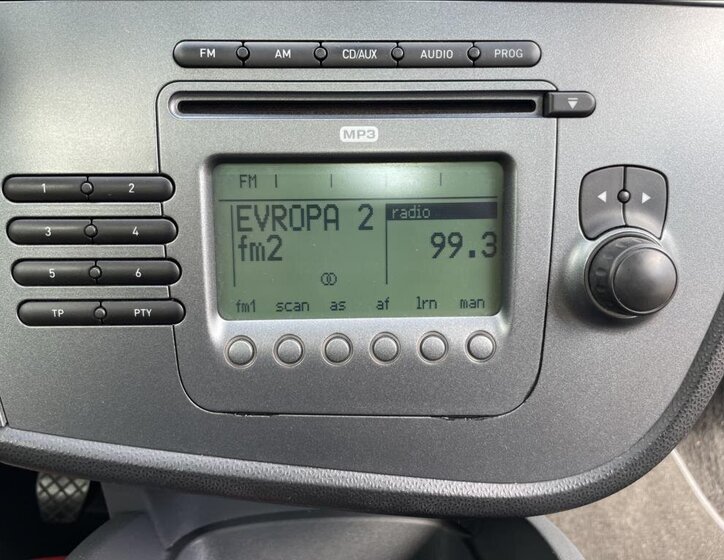 FM AM CD/AUX AUDIO PROG
MP3
1 2
3 4
5 6
TP PTY
FM
EVROPA 2 radio
fm2 99.3
fm1 scan as af lrn man